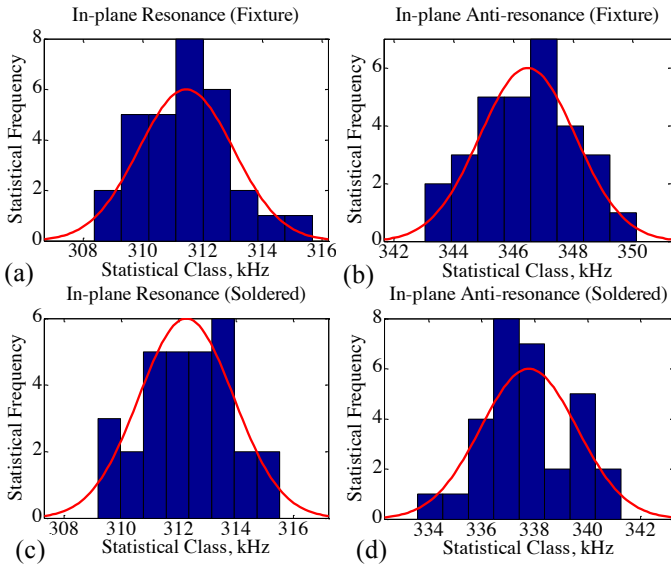 In-plane Resonance (Fixture)
Statistical Frequency
8
6
4
2
0
308 310 312 314 316
Statistical Class, kHz
(a)
In-plane Anti-resonance (Fixture)
Statistical Frequency
6
4
2
0
342 344 346 348 350
Statistical Class, kHz
(b)
In-plane Resonance (Soldered)
Statistical Frequency
6
4
2
0
308 310 312 314 316
Statistical Class, kHz
(c)
In-plane Anti-resonance (Soldered)
Statistical Frequency
8
6
4
2
0
334 336 338 340 342
Statistical Class, kHz
(d)